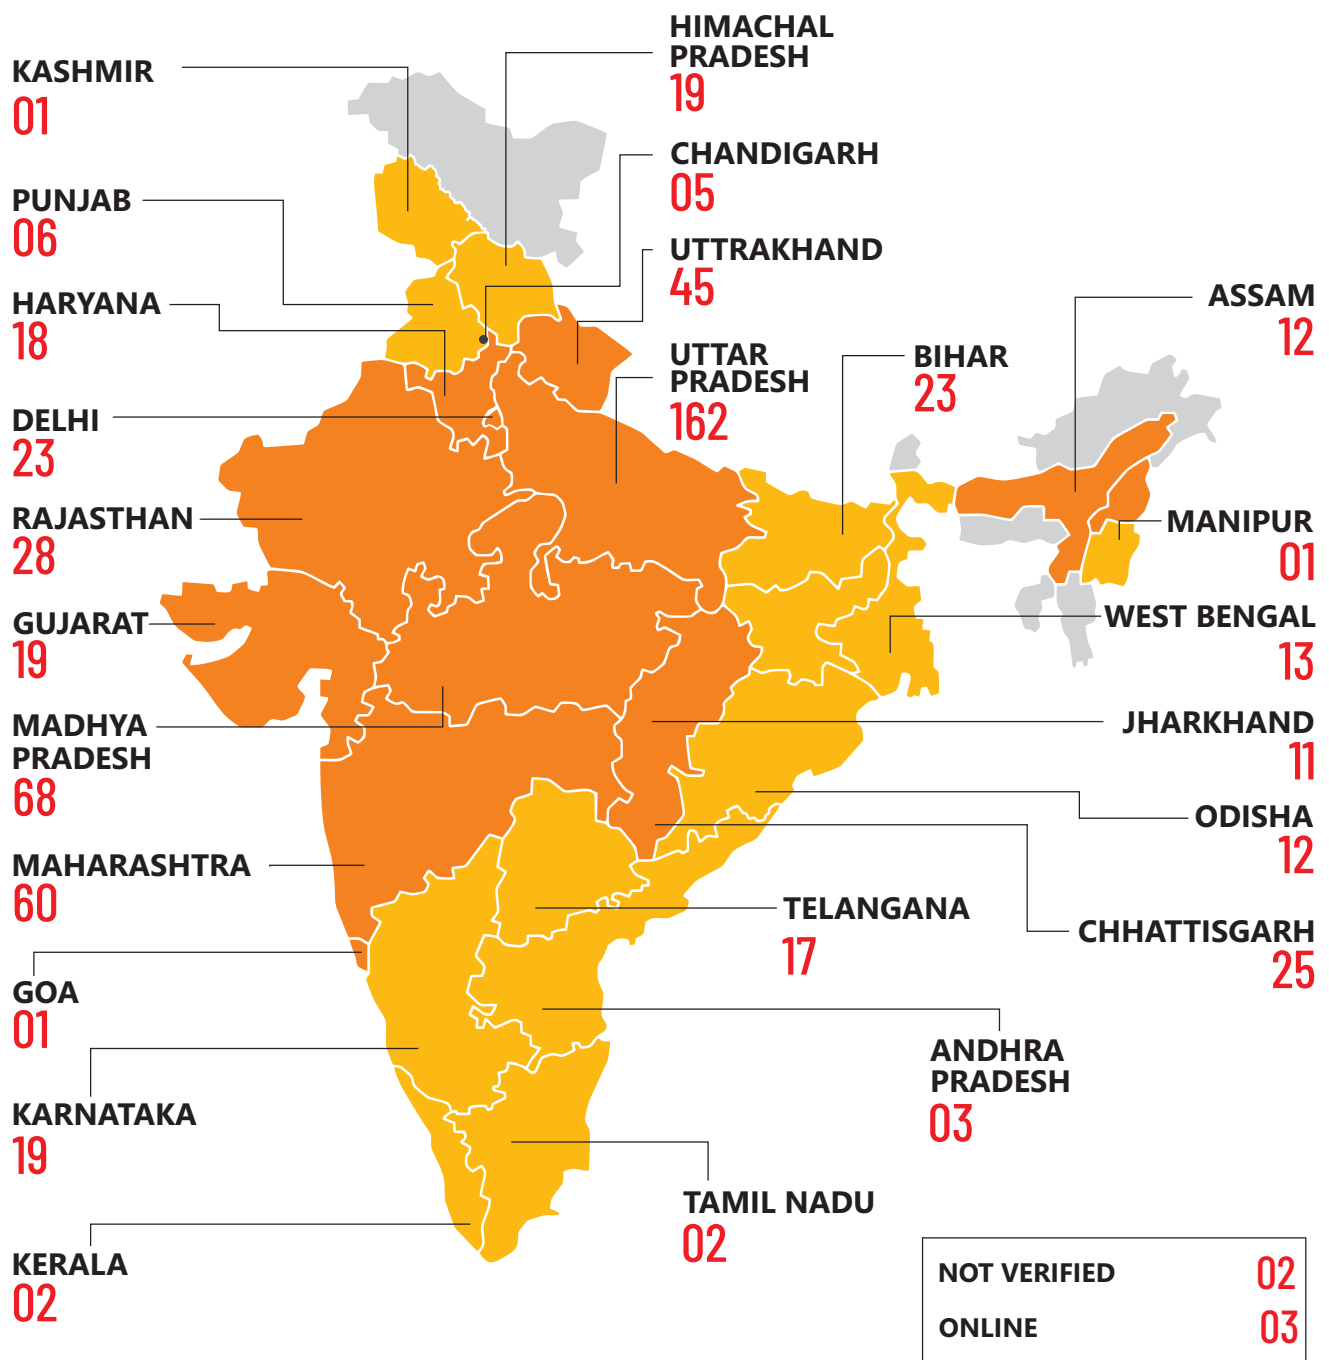 KASHMIR
01
PUNJAB
06
HARYANA
18
DELHI
23
RAJASTHAN
28
GUJARAT
19
MADHYA
PRADESH
68
MAHARASHTRA
60
GOA
01
KARNATAKA
19
KERALA
02
HIMACHAL
PRADESH
19
CHANDIGARH
05
UTTRAKHAND
45
UTTAR
PRADESH
162
BIHAR
23
ASSAM
12
MANIPUR
01
WEST BENGAL
13
JHARKHAND
11
ODISHA
12
CHHATTISGARH
25
TELANGANA
17
ANDHRA
PRADESH
03
TAMIL NADU
02
NOT VERIFIED 02
ONLINE 03